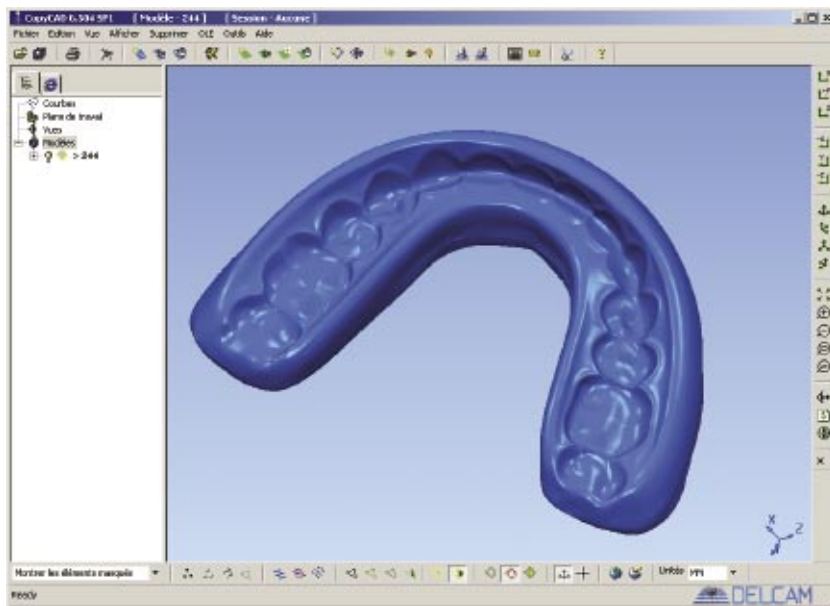 CopyCAD 6.504 SP1 [ Modèle - 244 ] [ Session - Aucune ]
Fichier Edition Vue Afficher Supprimer OLE Outils Aide
Courbes
Plans de travail
Vues
Modèles
> 244
X
Z
Montrer les éléments masqués
Unités MM
Ready
DELCAM